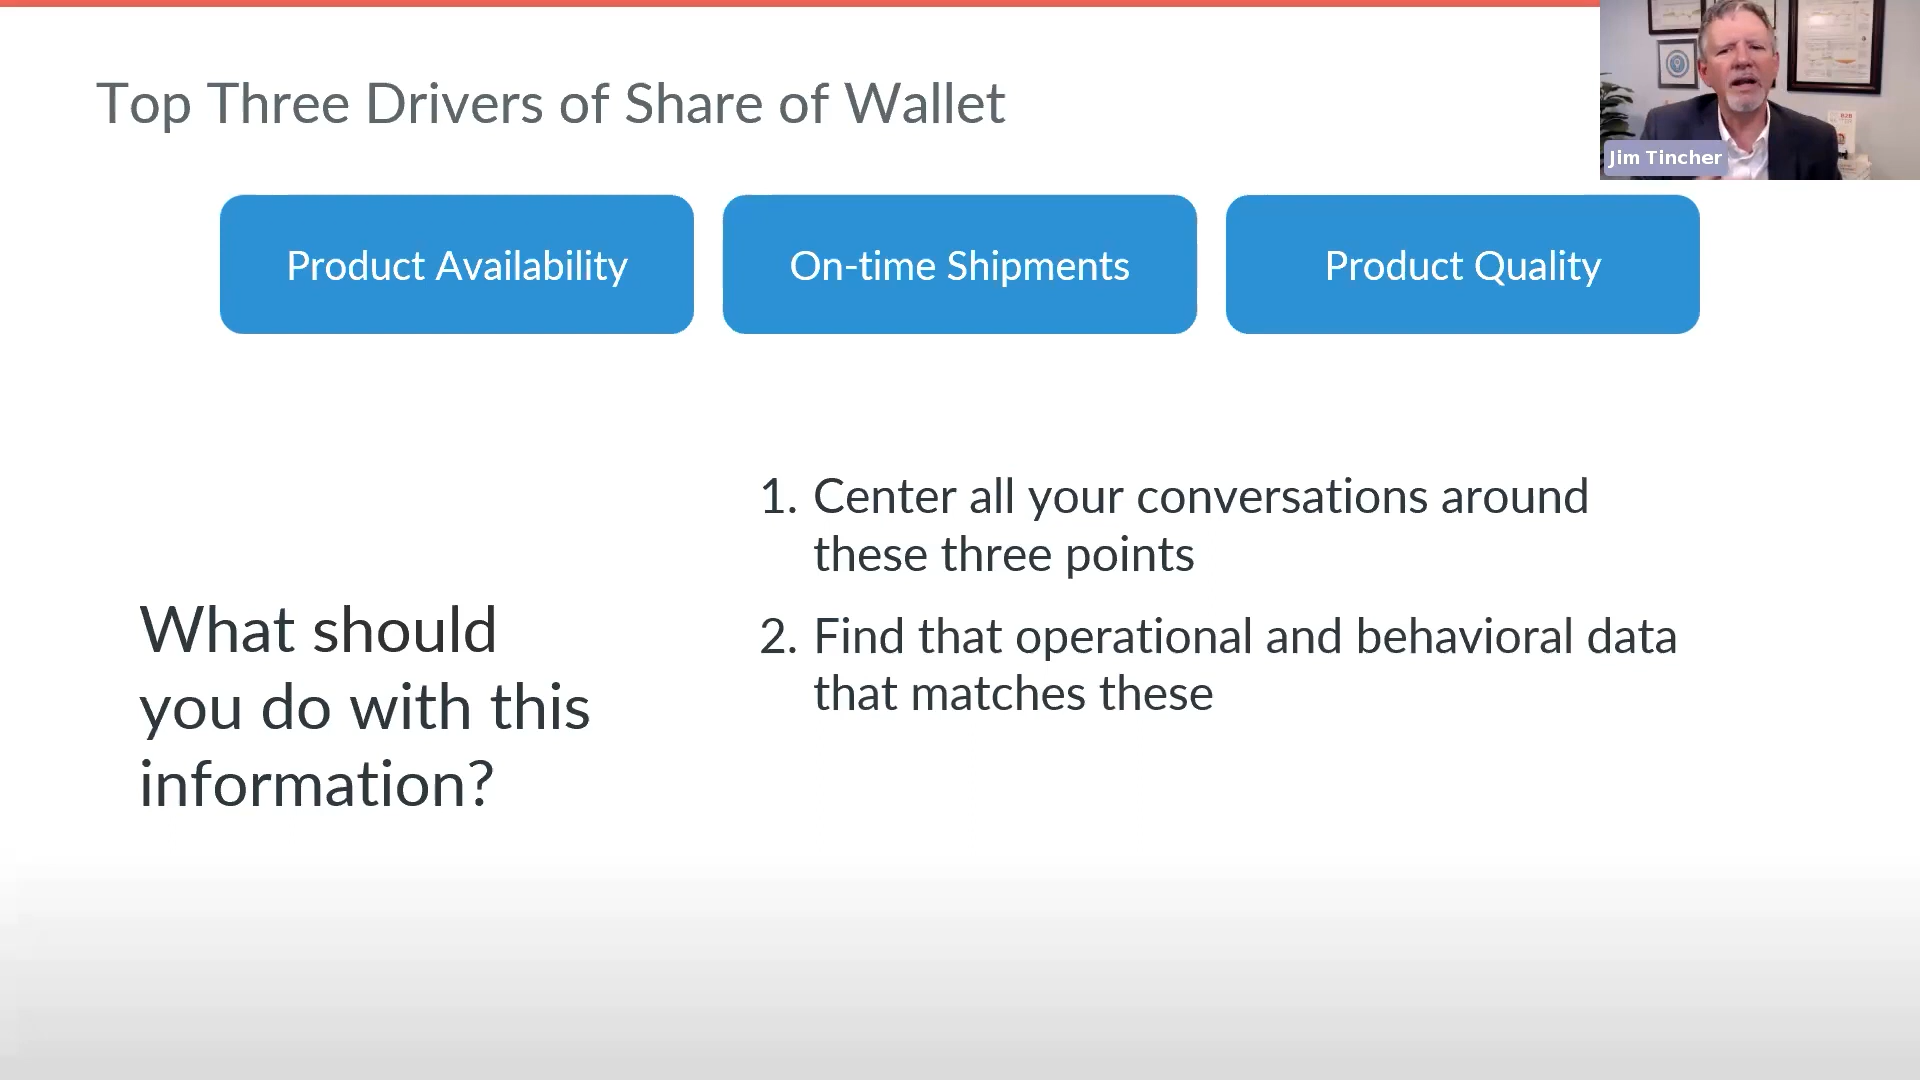 Top Three Drivers of Share of Wallet
Jim Tincher
Product Availability
On-time Shipments
Product Quality
What should
you do with this
information?
1. Center all your conversations around
these three points
2. Find that operational and behavioral data
that matches these